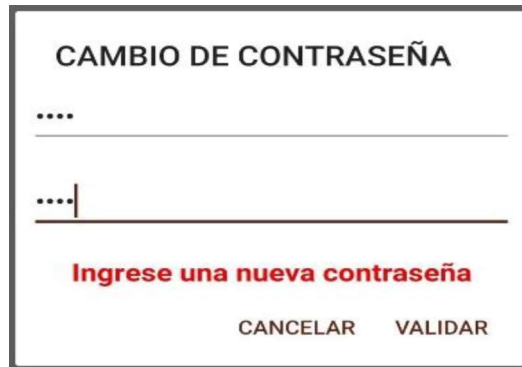 CAMBIO DE CONTRASEÑA
••••
••••
Ingrese una nueva contraseña
CANCELAR VALIDAR